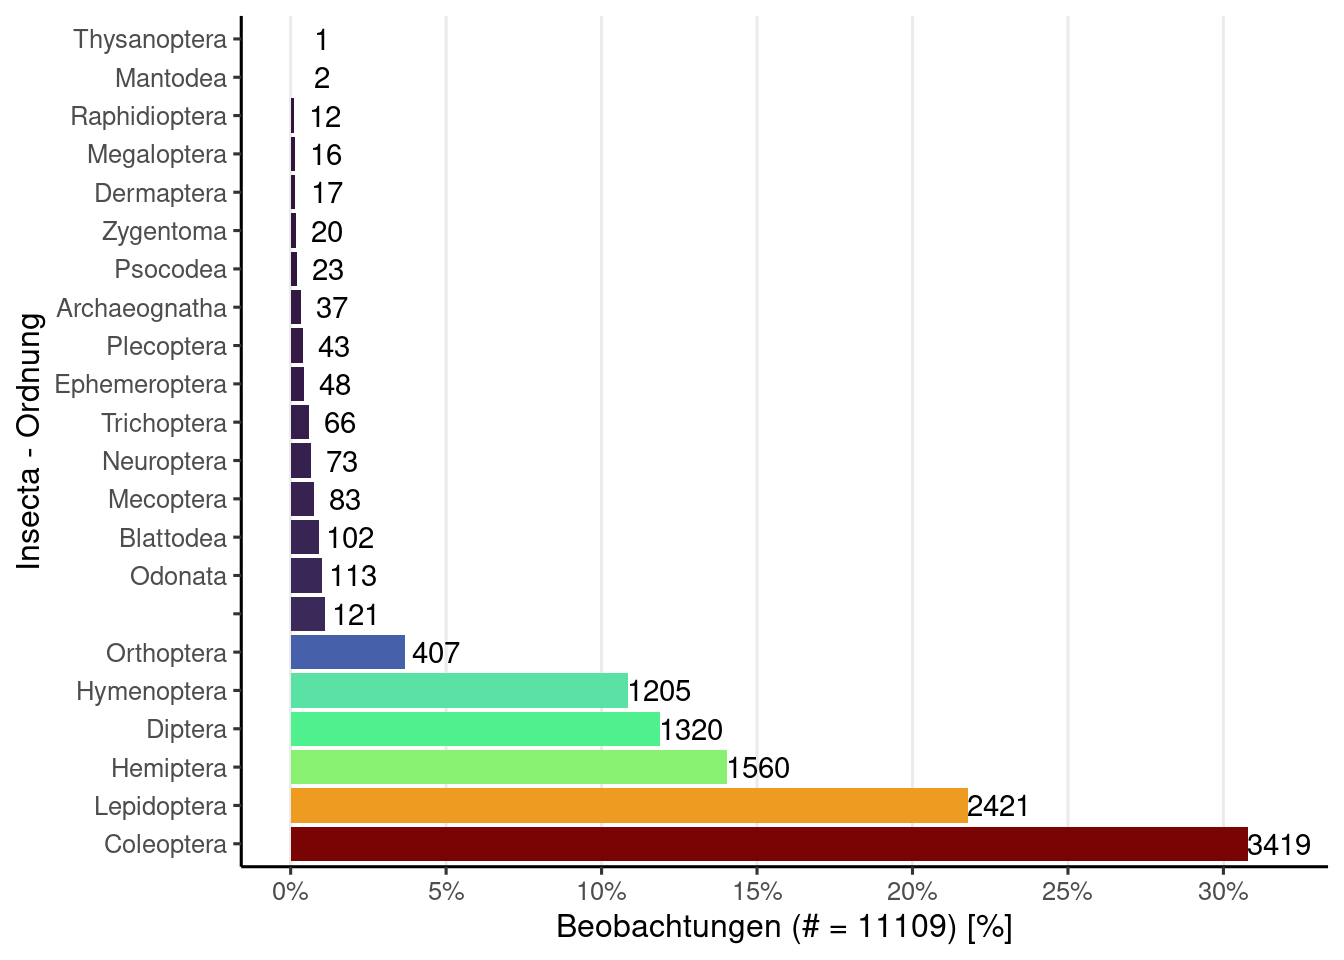 Insecta - Ordnung
Thysanoptera 1
Mantodea 2
Raphidioptera 12
Megaloptera 16
Dermaptera 17
Zygentoma 20
Psocodea 23
Archaeognatha 37
Plecoptera 43
Ephemeroptera 48
Trichoptera 66
Neuroptera 73
Mecoptera 83
Blattodea 102
Odonata 113
121
Orthoptera 407
Hymenoptera 1205
Diptera 1320
Hemiptera 1560
Lepidoptera 2421
Coleoptera 3419
0% 5% 10% 15% 20% 25% 30%
Beobachtungen (# = 11109) [%]